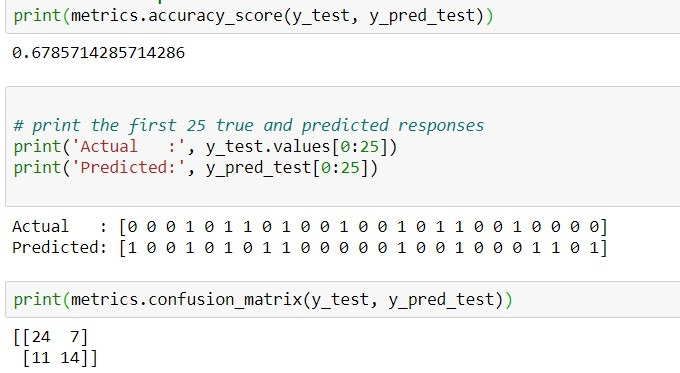 print(metrics.accuracy_score(y_test, y_pred_test))
0.6785714285714286
# print the first 25 true and predicted responses
print('Actual   :', y_test.values[0:25])
print('Predicted:', y_pred_test[0:25])
Actual   : [0 0 0 1 0 1 1 0 1 0 0 1 0 0 1 0 1 1 0 0 1 0 0 0 0]
Predicted: [1 0 0 1 0 1 0 1 1 0 0 0 0 0 1 0 0 1 0 0 0 1 1 0 1]
print(metrics.confusion_matrix(y_test, y_pred_test))
[[24  7]
 [11 14]]